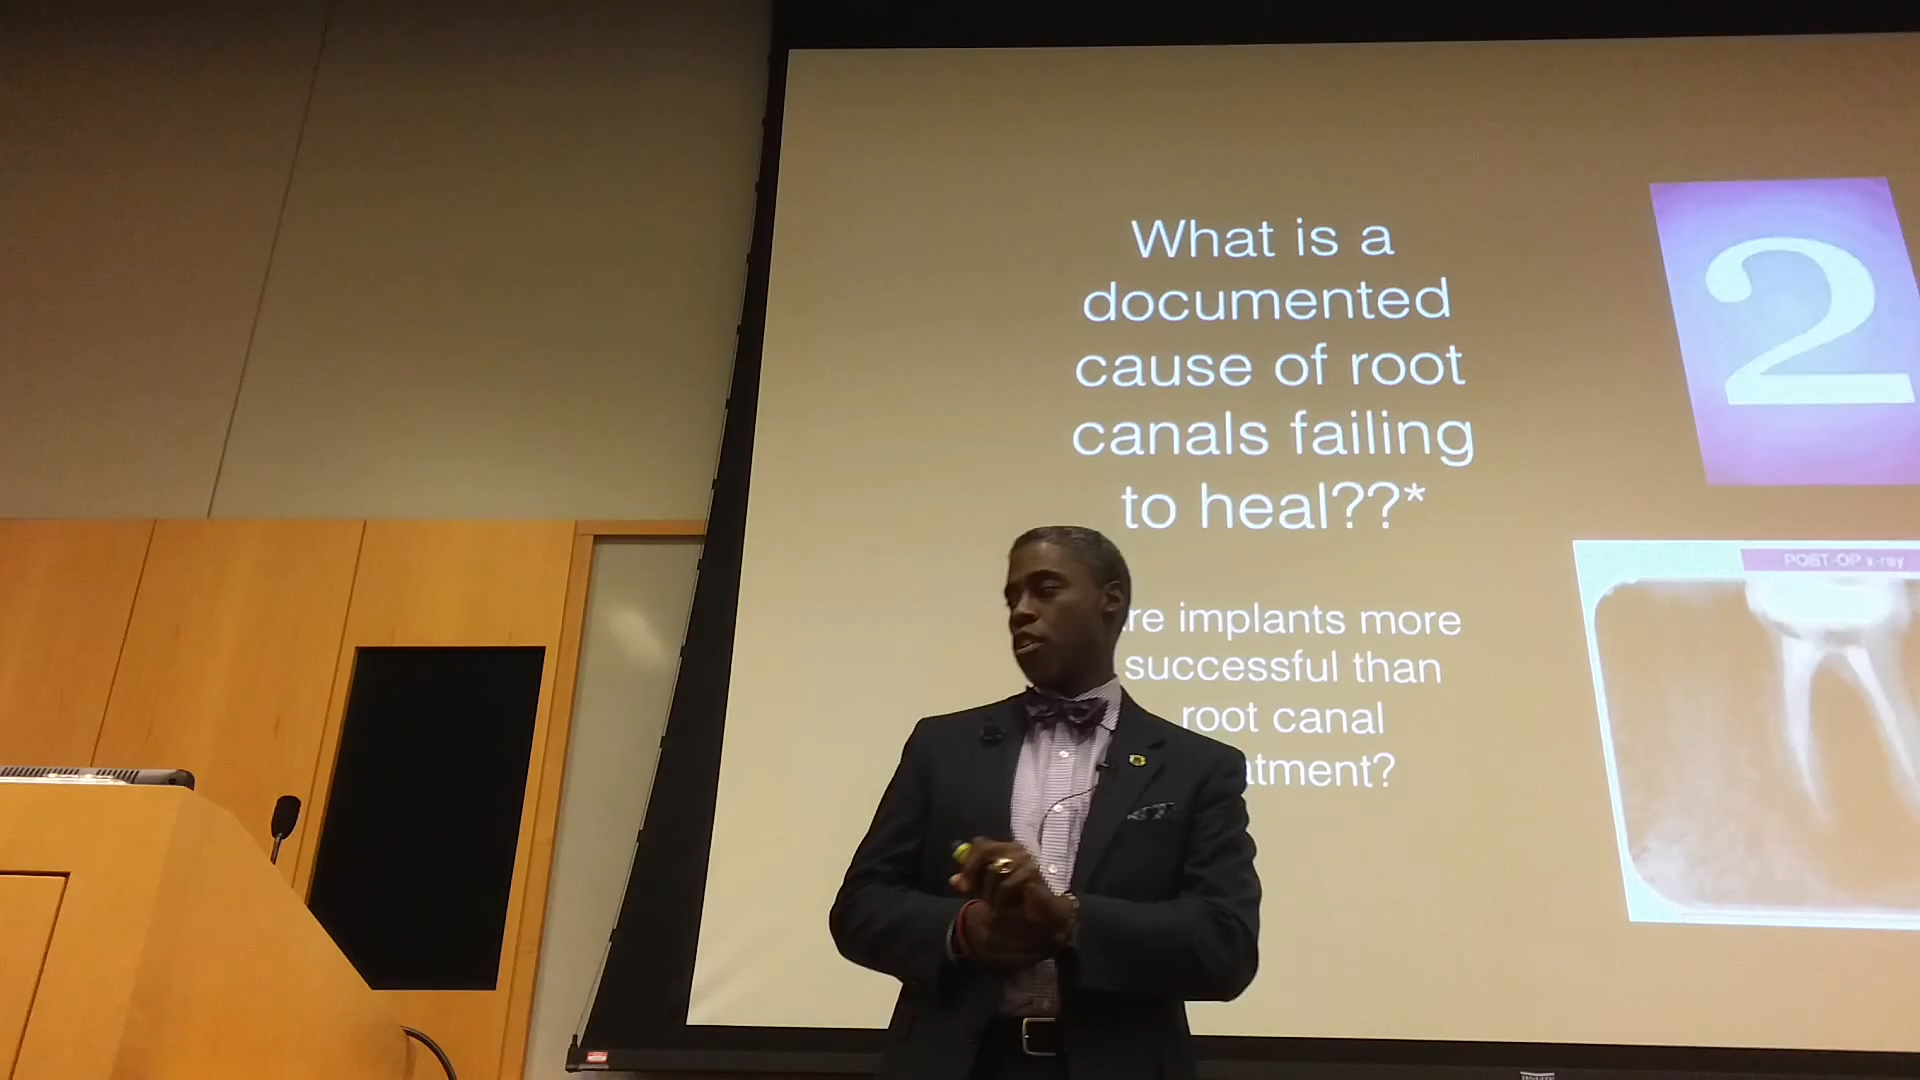 What is a
documented
cause of root
canals failing
to heal??*
re implants more
successful than
root canal
atment?
2
POST-OP x-ray